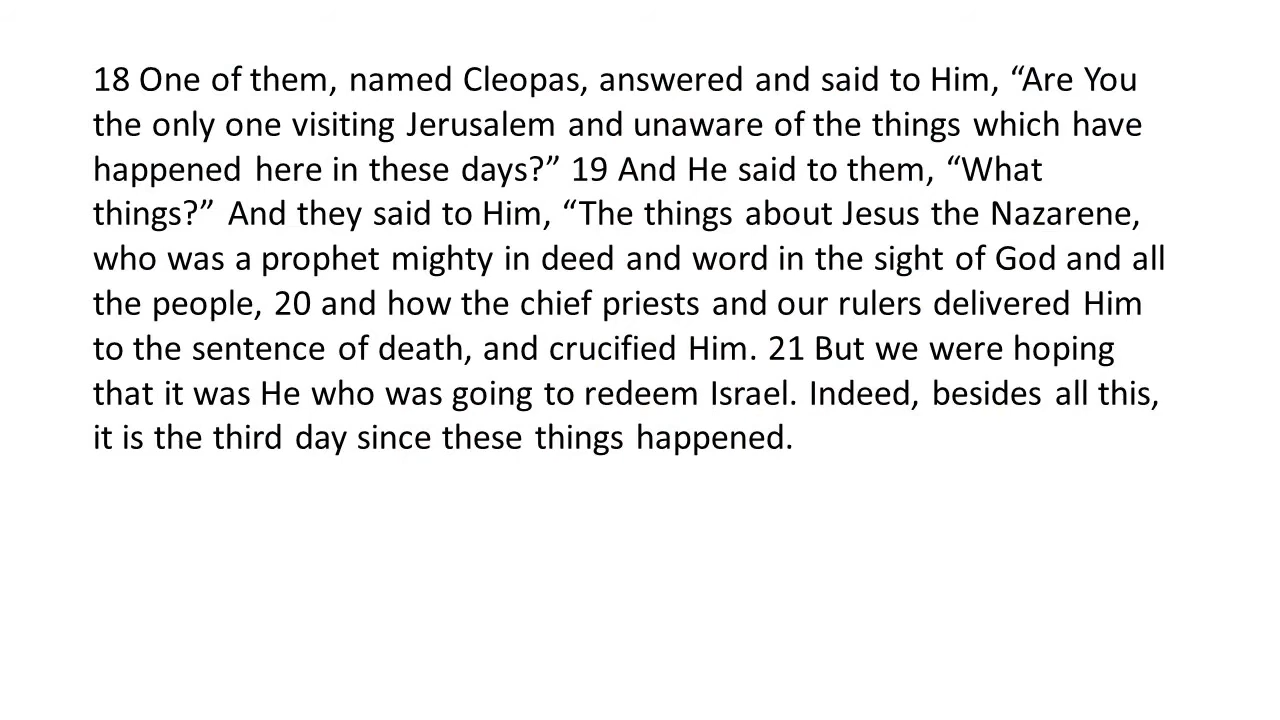 18 One of them, named Cleopas, answered and said to Him, “Are You
the only one visiting Jerusalem and unaware of the things which have
happened here in these days?” 19 And He said to them, “What
things?” And they said to Him, “The things about Jesus the Nazarene,
who was a prophet mighty in deed and word in the sight of God and all
the people, 20 and how the chief priests and our rulers delivered Him
to the sentence of death, and crucified Him. 21 But we were hoping
that it was He who was going to redeem Israel. Indeed, besides all this,
it is the third day since these things happened.